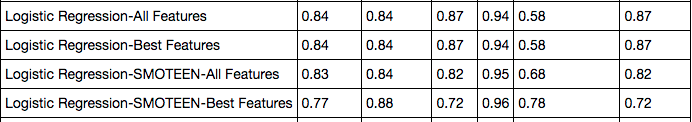 Logistic Regression-All Features 0.84 0.84 0.87 0.94 0.58 0.87
Logistic Regression-Best Features 0.84 0.84 0.87 0.94 0.58 0.87
Logistic Regression-SMOTEEN-All Features 0.83 0.84 0.82 0.95 0.68 0.82
Logistic Regression-SMOTEEN-Best Features 0.77 0.88 0.72 0.96 0.78 0.72